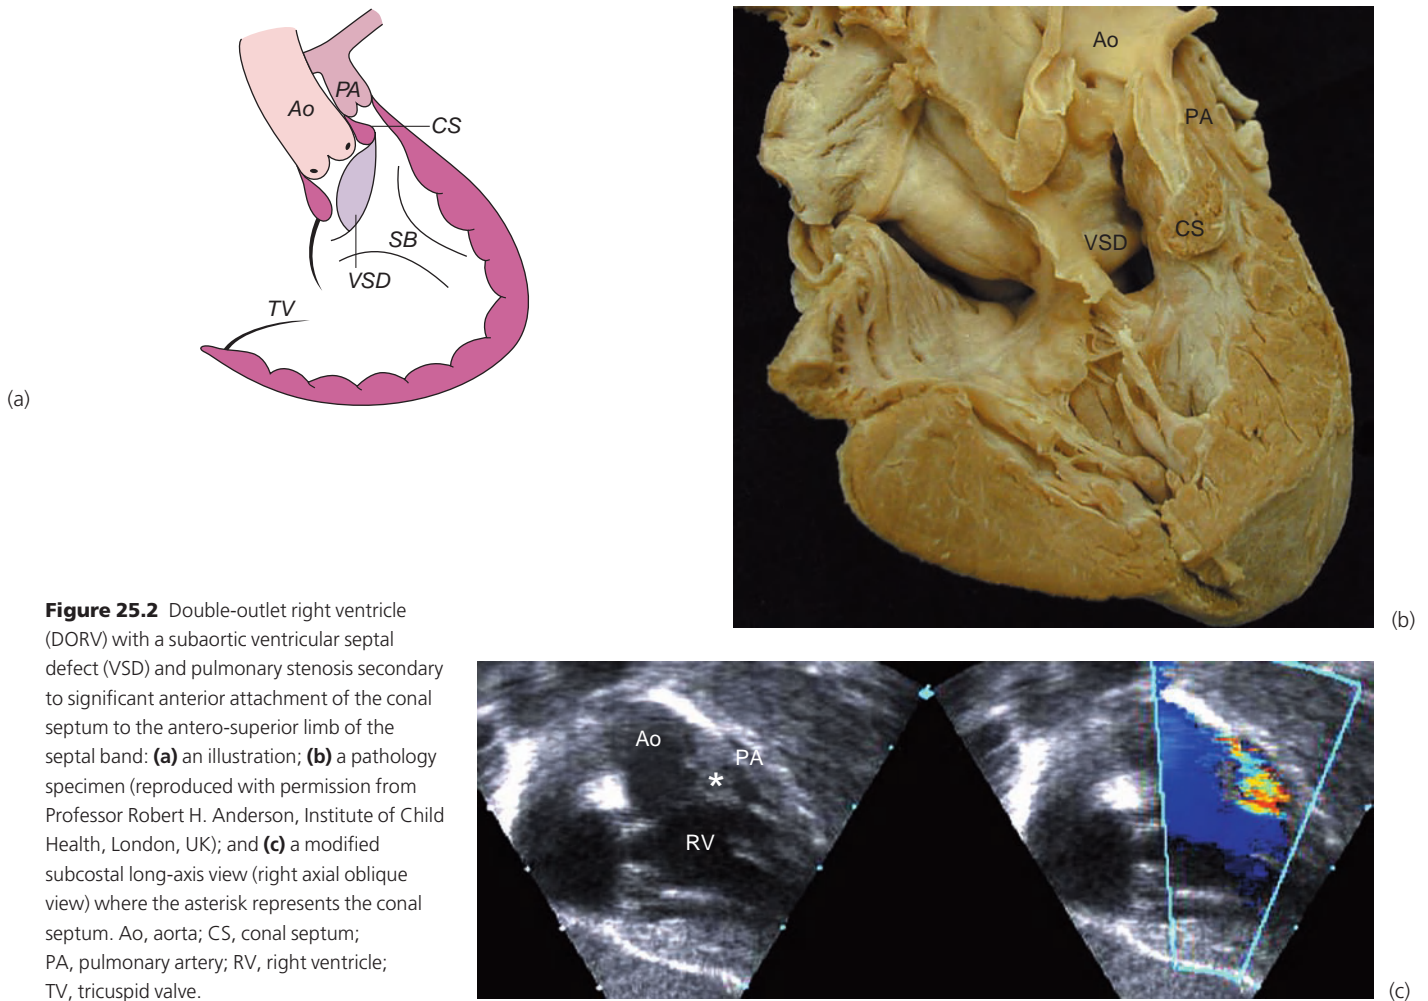 Ao
PA
CS
SB
VSD
TV
(a)
Ao
PA
CS
VSD
(b)
Figure 25.2 Double-outlet right ventricle
(DORV) with a subaortic ventricular septal
defect (VSD) and pulmonary stenosis secondary
to significant anterior attachment of the conal
septum to the antero-superior limb of the
septal band: (a) an illustration; (b) a pathology
specimen (reproduced with permission from
Professor Robert H. Anderson, Institute of Child
Health, London, UK); and (c) a modified
subcostal long-axis view (right axial oblique
view) where the asterisk represents the conal
septum. Ao, aorta; CS, conal septum;
PA, pulmonary artery; RV, right ventricle;
TV, tricuspid valve.
Ao
PA
*
RV
(c)